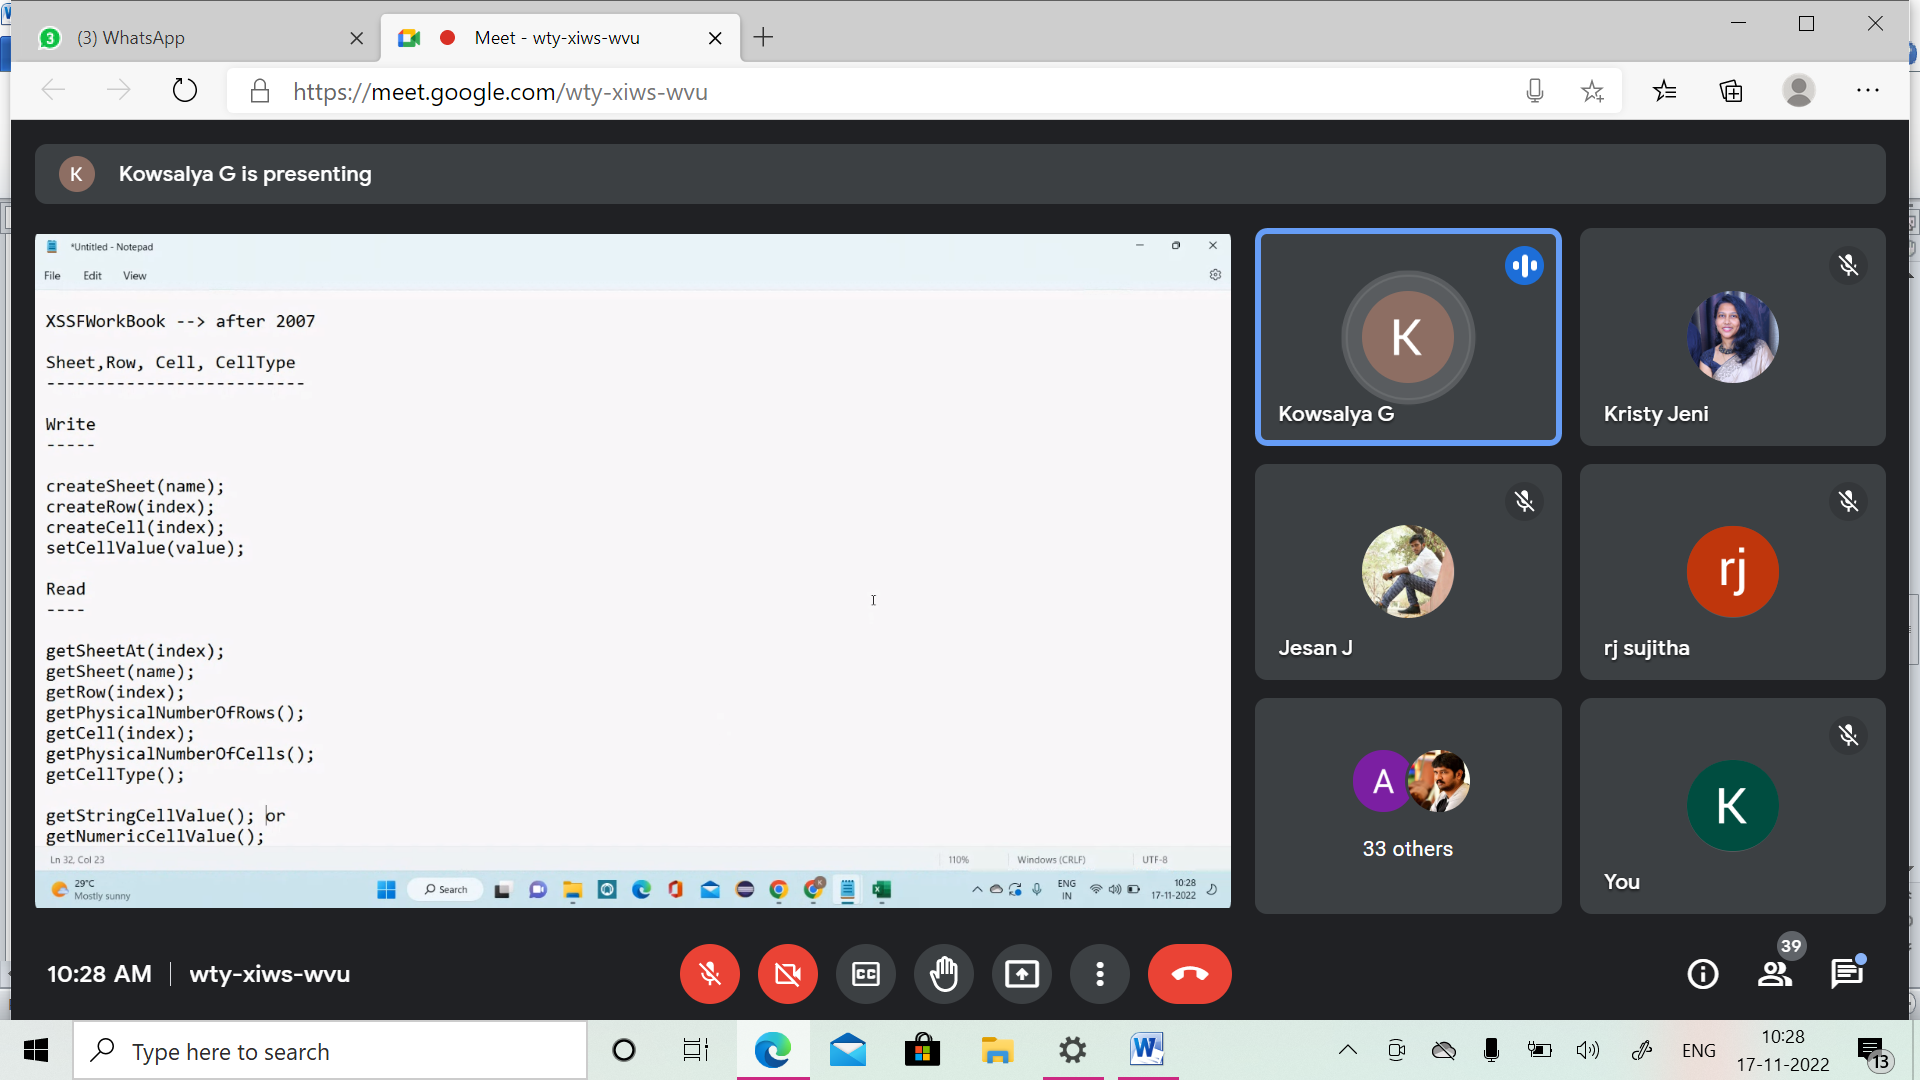 (3) WhatsApp
Meet - wty-xiws-wvu
https://meet.google.com/wty-xiws-wvu
K
Kowsalya G is presenting
*Untitled - Notepad
File Edit View
XSSFWorkBook --> after 2007
Sheet,Row, Cell, CellType
--------------------------
Write
-----
createSheet(name);
createRow(index);
createCell(index);
setCellValue(value);
Read
----
getSheetAt(index);
getSheet(name);
getRow(index);
getPhysicalNumberOfRows();
getCell(index);
getPhysicalNumberOfCells();
getCellType();
getStringCellValue(); or
getNumericCellValue();
Ln 32, Col 23
110%
Windows (CRLF)
UTF-8
29°C
Mostly sunny
Search
ENG
IN
10:28
17-11-2022
K
Kowsalya G
Kristy Jeni
Jesan J
rj
rj sujitha
A
33 others
K
You
10:28 AM | wty-xiws-wvu
CC
39
Type here to search
ENG
10:28
17-11-2022
13